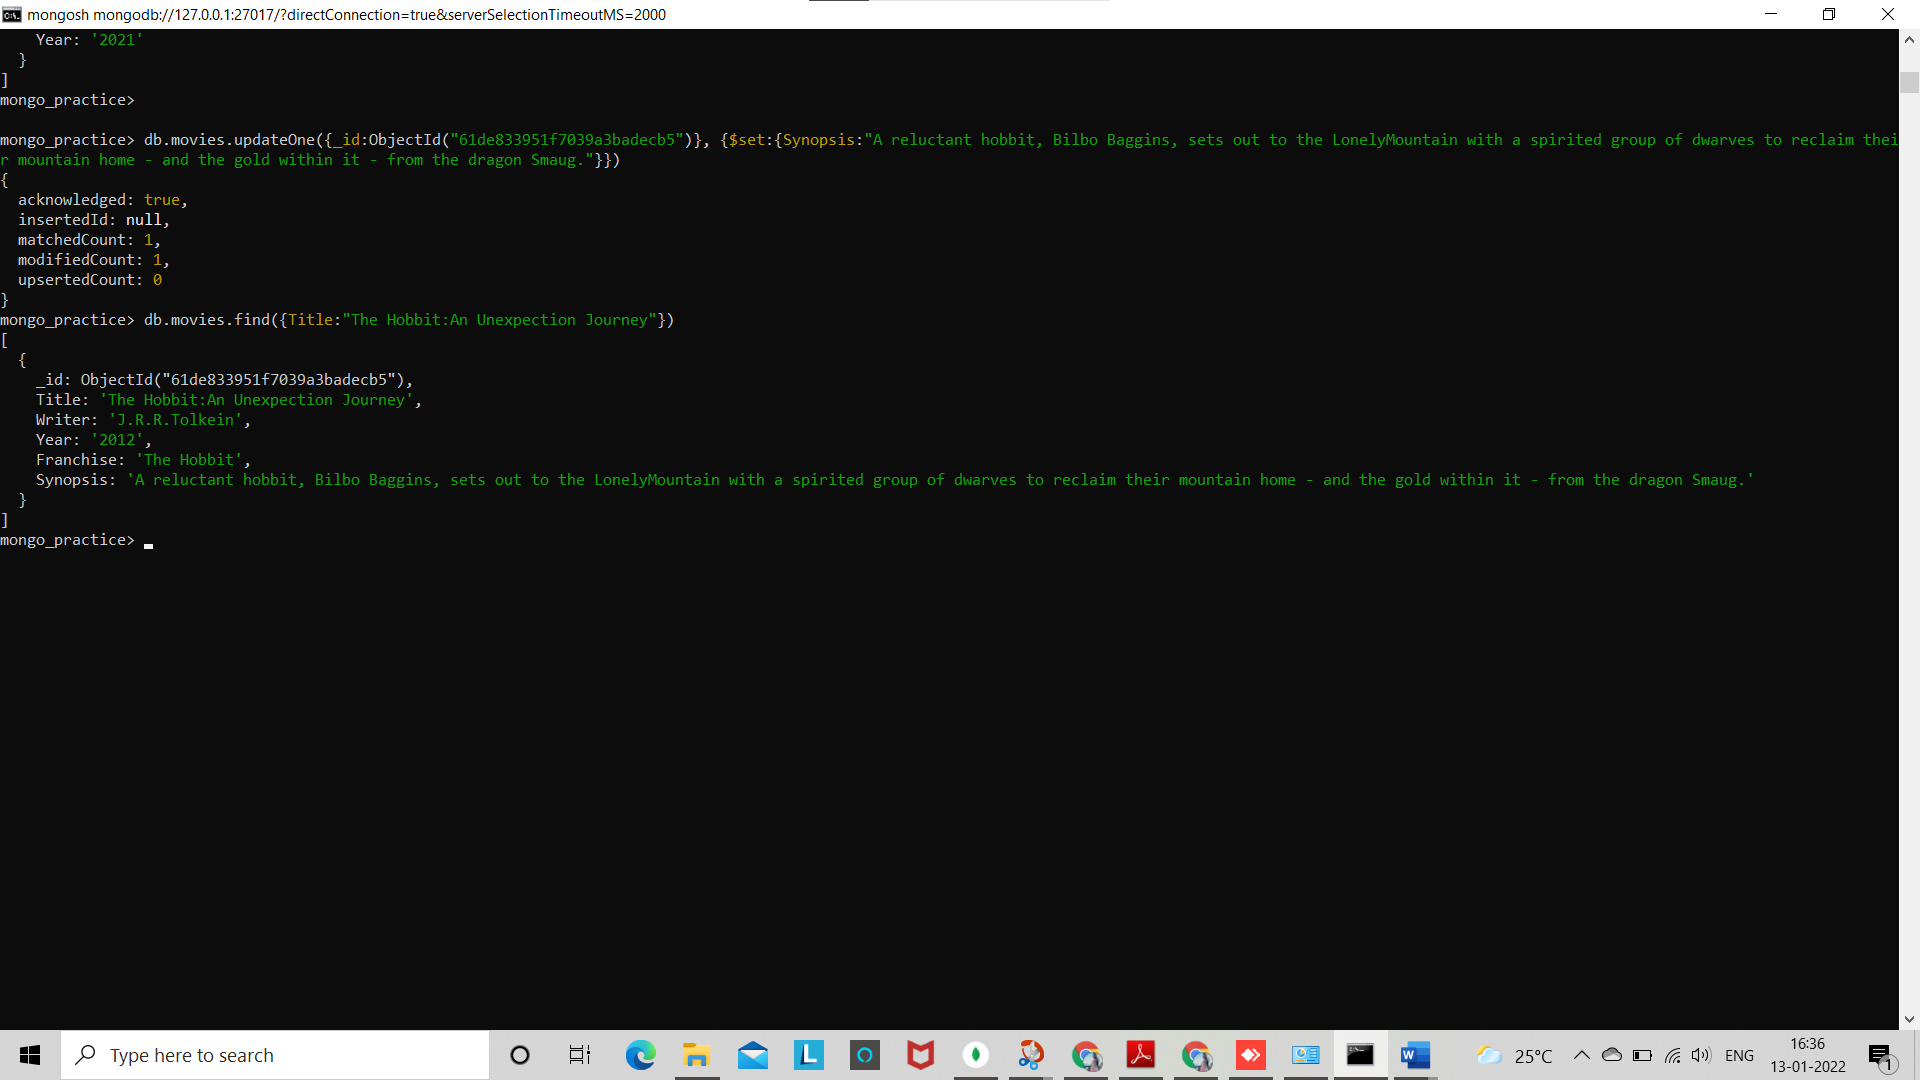 mongosh mongodb://127.0.0.1:27017/?directConnection=true&serverSelectionTimeoutMS=2000
    Year: '2021'
  }
]
mongo_practice>
mongo_practice> db.movies.updateOne({_id:ObjectId("61de833951f7039a3badecb5")}, {$set:{Synopsis:"A reluctant hobbit, Bilbo Baggins, sets out to the LonelyMountain with a spirited group of dwarves to reclaim thei
r mountain home - and the gold within it - from the dragon Smaug."}})
{
  acknowledged: true,
  insertedId: null,
  matchedCount: 1,
  modifiedCount: 1,
  upsertedCount: 0
}
mongo_practice> db.movies.find({Title:"The Hobbit:An Unexpection Journey"})
[
  {
    _id: ObjectId("61de833951f7039a3badecb5"),
    Title: 'The Hobbit:An Unexpection Journey',
    Writer: 'J.R.R.Tolkein',
    Year: '2012',
    Franchise: 'The Hobbit',
    Synopsis: 'A reluctant hobbit, Bilbo Baggins, sets out to the LonelyMountain with a spirited group of dwarves to reclaim their mountain home - and the gold within it - from the dragon Smaug.'
  }
]
mongo_practice>
Type here to search
L
W
25°C
ENG
16:36
13-01-2022
1